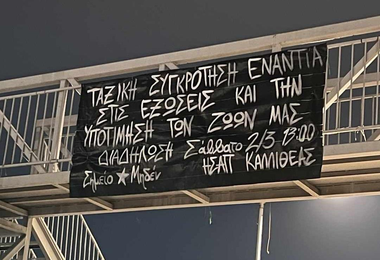 ΤΑΞΙΚΗ ΣΥΓΚΡΟΤΗΣΗ ΕΝΑΝΤΙΑ
ΣΤΙΣ ΕΞΩΣΕΙΣ ΚΑΙ ΤΗΝ
ΥΠΟΤΙΜΗΣΗ ΤΩΝ ΖΩΩΝ ΜΑΣ
ΔΙΑΔΗΛΩΣΗ Σάββατο 2/3 13:00
Σημείο ★ Μηδέν ΗΣΑΠ ΚΑΛΛΙΘΕΑΣ